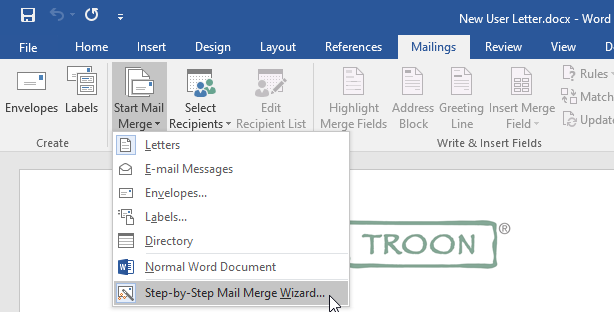 New User Letter.docx - Word
File Home Insert Design Layout References Mailings Review View D
Envelopes Labels Start Mail Merge Select Recipients Edit Recipient List Highlight Merge Fields Address Block Greeting Line Insert Merge Field Rules
Match
Update
Create Write & Insert Fields
Letters
E-mail Messages
Envelopes...
Labels...
Directory
Normal Word Document
Step-by-Step Mail Merge Wizard...
TROON®